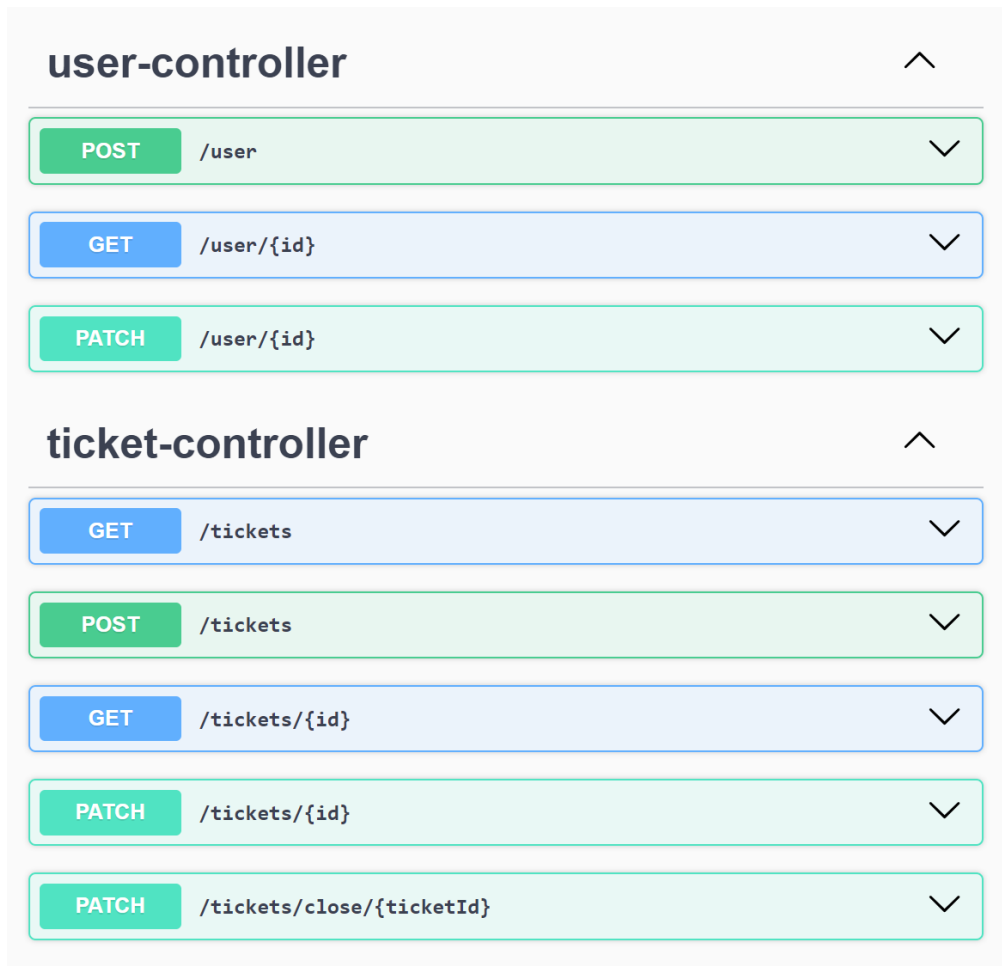 user-controller
POST /user
GET /user/{id}
PATCH /user/{id}
ticket-controller
GET /tickets
POST /tickets
GET /tickets/{id}
PATCH /tickets/{id}
PATCH /tickets/close/{ticketId}